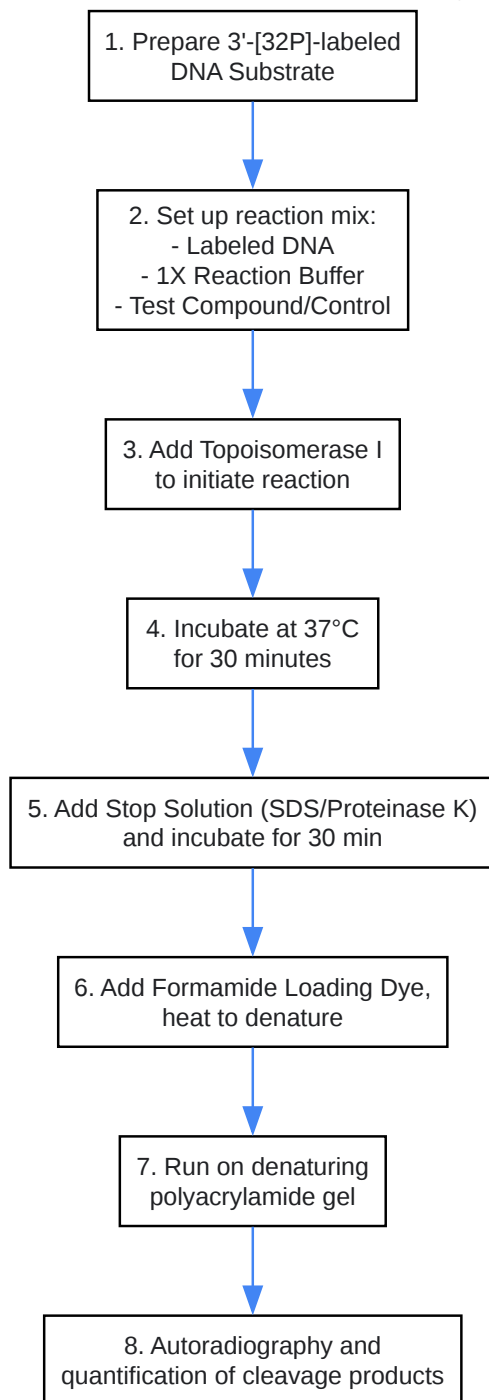 1. Prepare 3'-[32P]-labeled
DNA Substrate
2. Set up reaction mix:
- Labeled DNA
- 1X Reaction Buffer
- Test Compound/Control
3. Add Topoisomerase I
to initiate reaction
4. Incubate at 37°C
for 30 minutes
5. Add Stop Solution (SDS/Proteinase K)
and incubate for 30 min
6. Add Formamide Loading Dye,
heat to denature
7. Run on denaturing
polyacrylamide gel
8. Autoradiography and
quantification of cleavage products